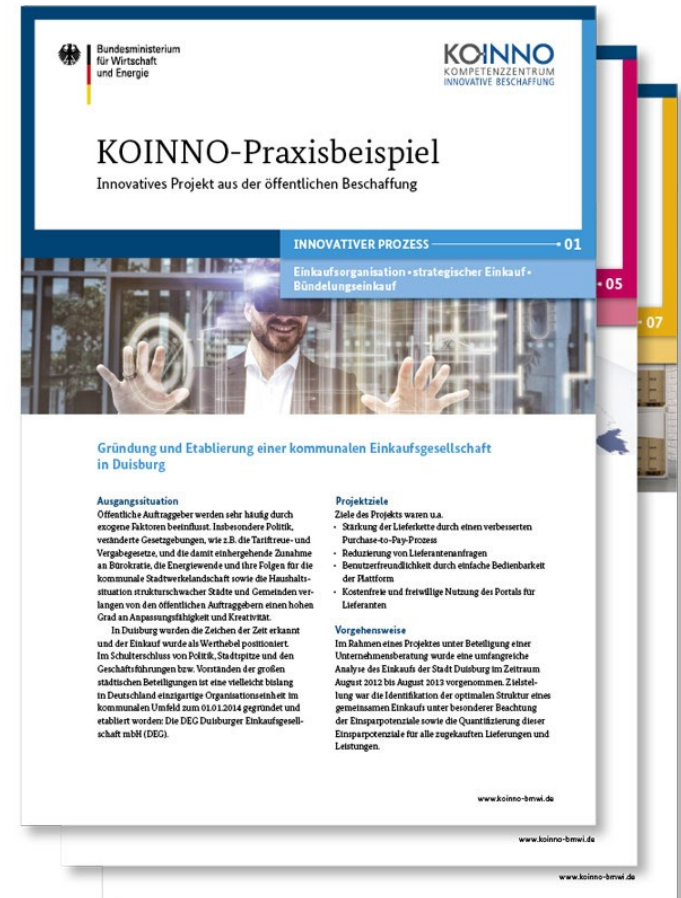 Bundesministerium
für Wirtschaft
und Energie
KOINNO
KOMPETENZZENTRUM
INNOVATIVE BESCHAFFUNG
KOINNO-Praxisbeispiel
Innovatives Projekt aus der öffentlichen Beschaffung
INNOVATIVER PROZESS 01
Einkaufsorganisation • strategischer Einkauf •
Bündelungseinkauf
05
07
Gründung und Etablierung einer kommunalen Einkaufsgesellschaft
in Duisburg
Ausgangssituation
Öffentliche Auftraggeber werden sehr häufig durch
exogene Faktoren beeinflusst. Insbesondere Politik,
veränderte Gesetzgebungen, wie z.B. die Tariftreue- und
Vergabegesetze, und die damit einhergehende Zunahme
an Bürokratie, die Energiewende und ihre Folgen für die
kommunale Stadtwerkelandschaft sowie die Haushalts-
situation strukturschwacher Städte und Gemeinden ver-
langen von den öffentlichen Auftraggebern einen hohen
Grad an Anpassungsfähigkeit und Kreativität.
In Duisburg wurden die Zeichen der Zeit erkannt
und der Einkauf wurde als Werthebel positioniert.
Im Schulterschluss von Politik, Stadtspitze und den
Geschäftsführungen bzw. Vorständen der großen
städtischen Beteiligungen ist eine vielleicht bislang
in Deutschland einzigartige Organisationseinheit im
kommunalen Umfeld zum 01.01.2014 gegründet und
etabliert worden: Die DEG Duisburger Einkaufsgesell-
schaft mbH (DEG).
Projektziele
Ziele des Projekts waren u.a.
• Stärkung der Lieferkette durch einen verbesserten
Purchase-to-Pay-Prozess
• Reduzierung von Lieferantenanfragen
• Benutzerfreundlichkeit durch einfache Bedienbarkeit
der Plattform
• Kostenfreie und freiwillige Nutzung des Portals für
Lieferanten
Vorgehensweise
Im Rahmen eines Projektes unter Beteiligung einer
Unternehmensberatung wurde eine umfangreiche
Analyse des Einkaufs der Stadt Duisburg im Zeitraum
August 2012 bis August 2013 vorgenommen. Zielstel-
lung war die Identifikation der optimalen Struktur eines
gemeinsamen Einkaufs unter besonderer Beachtung
der Einsparpotenziale sowie die Quantifizierung dieser
Einsparpotenziale für alle zugekauften Lieferungen und
Leistungen.
www.koinno-bmwi.de
www.koinno-bmwi.de
www.koinno-bmwi.de